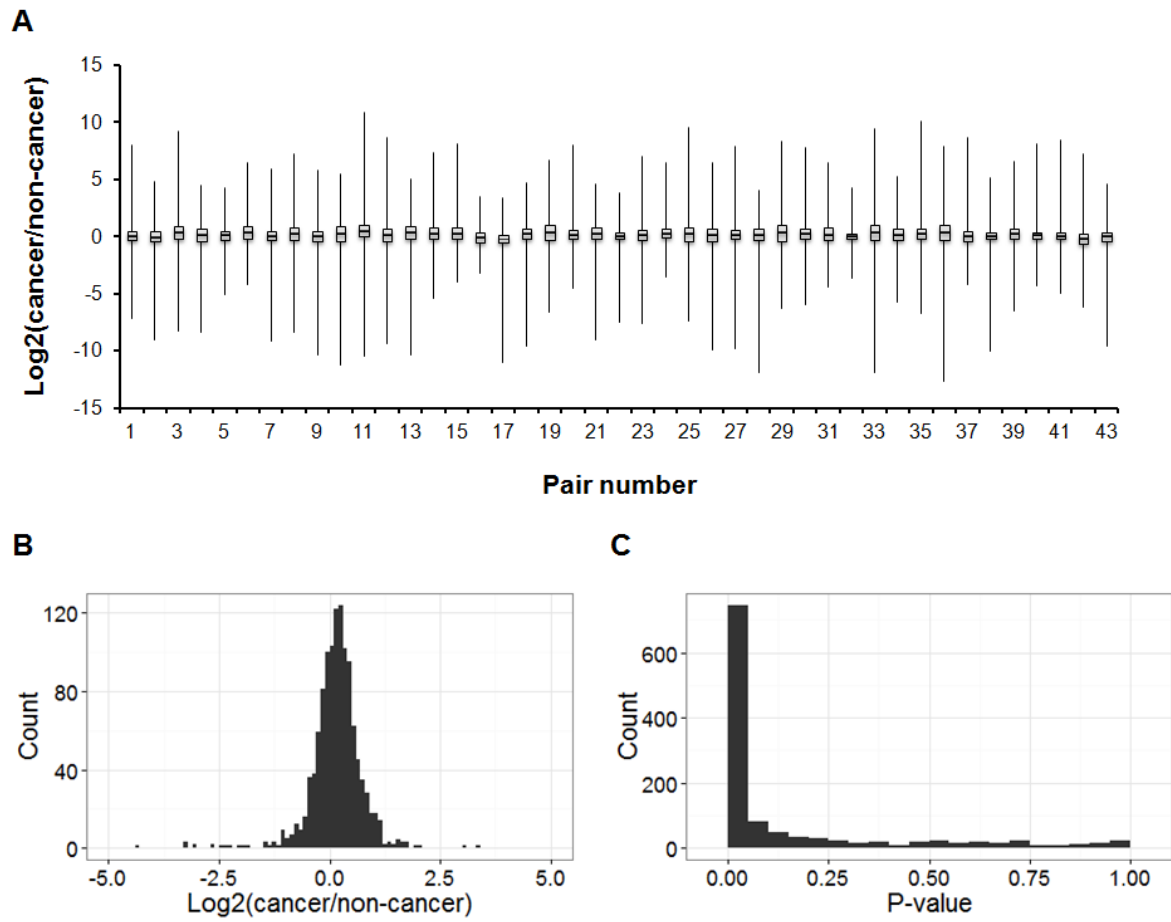 A
Log2(cancer/non-cancer)
15
10
5
0
-5
-10
-15
1 3 5 7 9 11 13 15 17 19 21 23 25 27 29 31 33 35 37 39 41 43
Pair number
B
Count
120
80
40
0
-5.0 -2.5 0.0 2.5 5.0
Log2(cancer/non-cancer)
C
Count
600
400
200
0
0.00 0.25 0.50 0.75 1.00
P-value